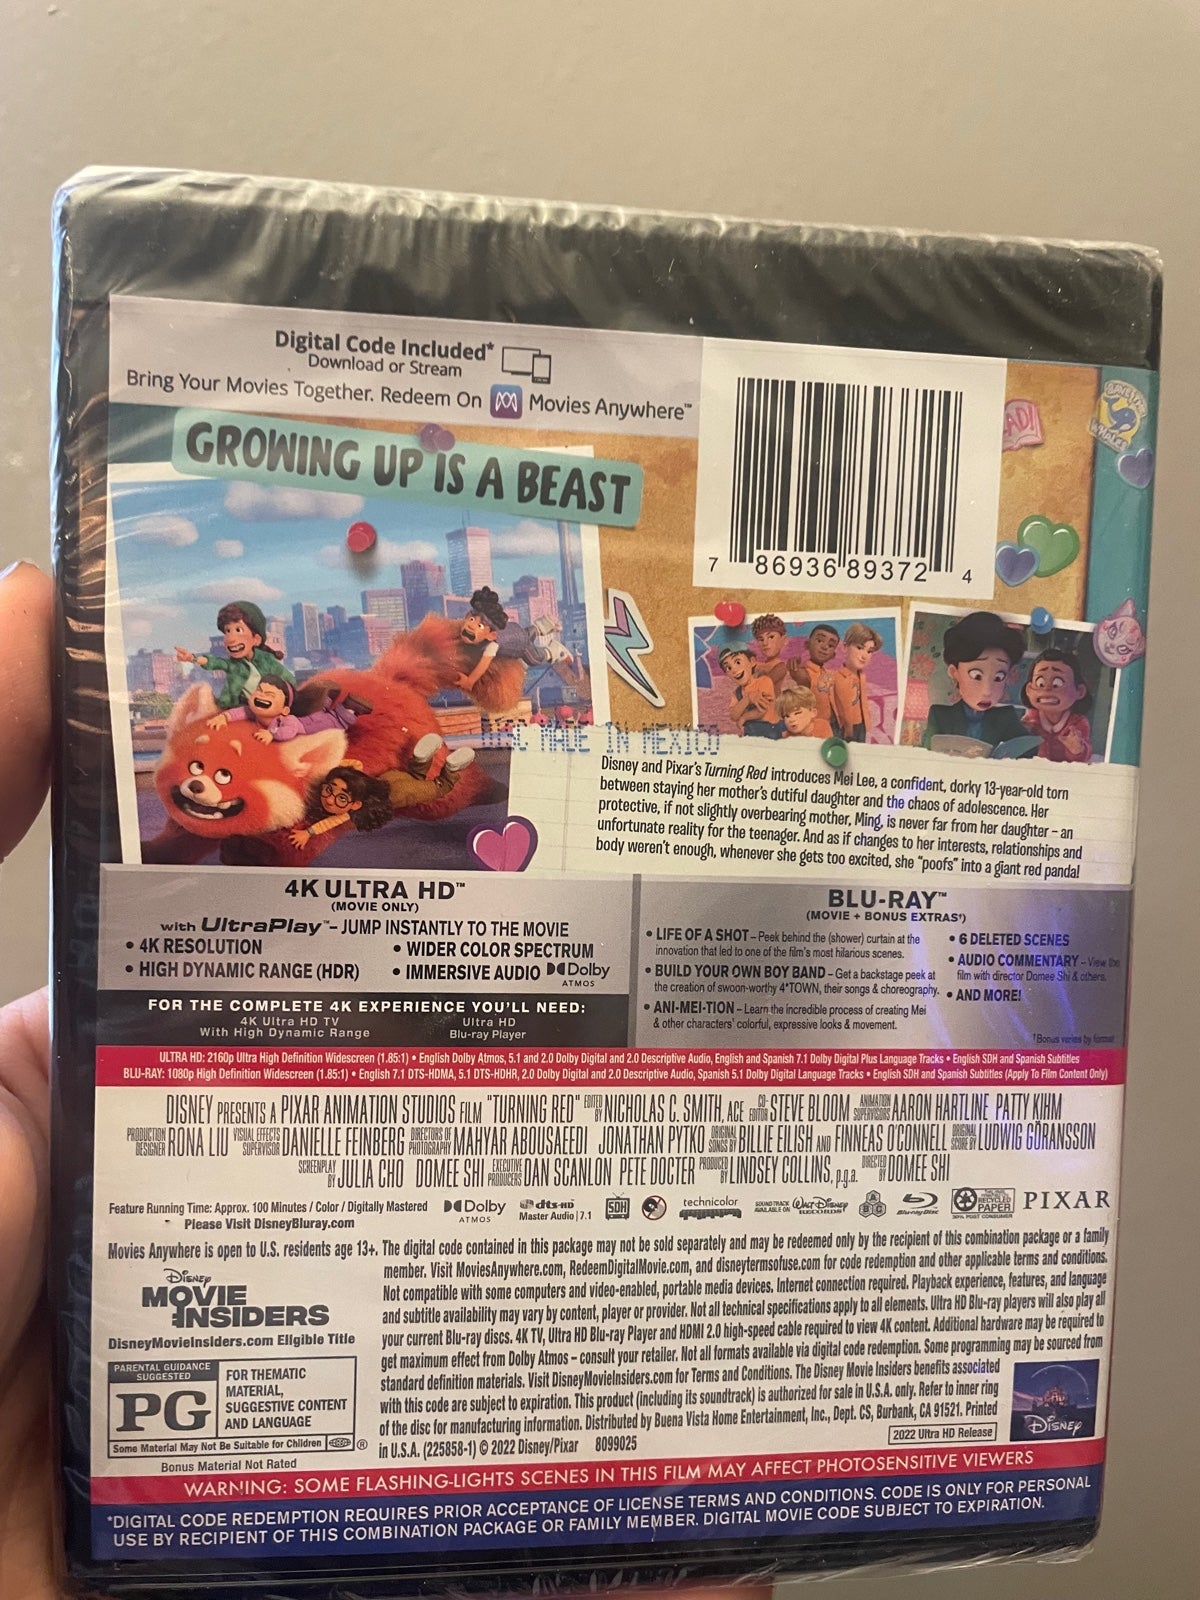 Digital Code Included*
Download or Stream
Bring Your Movies Together. Redeem On Movies Anywhere™
GROWING UP IS A BEAST
7 86936 89372 4
DISC MADE IN MEXICO
Disney and Pixar's Turning Red introduces Mei Lee, a confident, dorky 13-year-old torn
between staying her mother's dutiful daughter and the chaos of adolescence. Her
protective, if not slightly overbearing mother, Ming, is never far from her daughter – an
unfortunate reality for the teenager. And as if changes to her interests, relationships and
body weren't enough, whenever she gets too excited, she "poofs" into a giant red panda!
4K ULTRA HD™
(MOVIE ONLY)
with UltraPlay™ – JUMP INSTANTLY TO THE MOVIE
• 4K RESOLUTION
• HIGH DYNAMIC RANGE (HDR)
• WIDER COLOR SPECTRUM
• IMMERSIVE AUDIO Dolby
ATMOS
FOR THE COMPLETE 4K EXPERIENCE YOU'LL NEED:
4K Ultra HD TV
With High Dynamic Range
Ultra HD
Blu-ray Player
BLU-RAY™
(MOVIE + BONUS EXTRAS†)
• LIFE OF A SHOT – Peek behind the (shower) curtain at the
innovation that led to one of the film's most hilarious scenes.
• BUILD YOUR OWN BOY BAND – Get a backstage peek at
the creation of swoon-worthy 4*TOWN, their songs & choreography.
• ANI-MEI-TION – Learn the incredible process of creating Mei
& other characters' colorful, expressive looks & movement.
• 6 DELETED SCENES
• AUDIO COMMENTARY – View the
film with director Domee Shi & others.
• AND MORE!
†Bonus varies by format
ULTRA HD: 2160p Ultra High Definition Widescreen (1.85:1) • English Dolby Atmos, 5.1 and 2.0 Dolby Digital and 2.0 Descriptive Audio, English and Spanish 7.1 Dolby Digital Plus Language Tracks • English SDH and Spanish Subtitles
BLU-RAY: 1080p High Definition Widescreen (1.85:1) • English 7.1 DTS-HDMA, 5.1 DTS-HDHR, 2.0 Dolby Digital and 2.0 Descriptive Audio, Spanish 5.1 Dolby Digital Language Tracks • English SDH and Spanish Subtitles (Apply To Film Content Only)
DISNEY PRESENTS A PIXAR ANIMATION STUDIOS FILM "TURNING RED" EDITED BY NICHOLAS C. SMITH, ACE CO-EDITOR STEVE BLOOM ANIMATION SUPERVISORS AARON HARTLINE PATTY KIHM
PRODUCTION DESIGNER RONA LIU VISUAL EFFECTS SUPERVISOR DANIELLE FEINBERG DIRECTORS OF PHOTOGRAPHY MAHYAR ABOUSAEEDI JONATHAN PYTKO ORIGINAL SONGS BY BILLIE EILISH AND FINNEAS O'CONNELL ORIGINAL SCORE BY LUDWIG GÖRANSSON
SCREENPLAY BY JULIA CHO DOMEE SHI EXECUTIVE PRODUCERS DAN SCANLON PETE DOCTER PRODUCED BY LINDSEY COLLINS, p.g.a. DIRECTED BY DOMEE SHI
Feature Running Time: Approx. 100 Minutes / Color / Digitally Mastered
Please Visit DisneyBluray.com
Dolby
ATMOS
dts-HD
Master Audio | 7.1
SDH
technicolor
SOUNDTRACK
AVAILABLE ON
WALT DISNEY
RECORDS
A B C
Blu-ray Disc
RECYCLED
PAPER
30% POST CONSUMER
PIXAR
Movies Anywhere is open to U.S. residents age 13+. The digital code contained in this package may not be sold separately and may be redeemed only by the recipient of this combination package or a family
member. Visit MoviesAnywhere.com, RedeemDigitalMovie.com, and disneytermsofuse.com for code redemption and other applicable terms and conditions.
Not compatible with some computers and video-enabled, portable media devices. Internet connection required. Playback experience, features, and language
and subtitle availability may vary by content, player or provider. Not all technical specifications apply to all elements. Ultra HD Blu-ray players will also play all
your current Blu-ray discs. 4K TV, Ultra HD Blu-ray Player and HDMI 2.0 high-speed cable required to view 4K content. Additional hardware may be required to
get maximum effect from Dolby Atmos – consult your retailer. Not all formats available via digital code redemption. Some programming may be sourced from
standard definition materials. Visit DisneyMovieInsiders.com for Terms and Conditions. The Disney Movie Insiders benefits associated
with this code are subject to expiration. This product (including its soundtrack) is authorized for sale in U.S.A. only. Refer to inner ring
of the disc for manufacturing information. Distributed by Buena Vista Home Entertainment, Inc., Dept. CS, Burbank, CA 91521. Printed
in U.S.A. (225858-1) © 2022 Disney/Pixar 8099025
2022 Ultra HD Release
DISNEY
DISNEY
MOVIE
INSIDERS
DisneyMovieInsiders.com Eligible Title
PARENTAL GUIDANCE SUGGESTED
PG
FOR THEMATIC
MATERIAL,
SUGGESTIVE CONTENT
AND LANGUAGE
Some Material May Not Be Suitable for Children
®
Bonus Material Not Rated
WARNING: SOME FLASHING-LIGHTS SCENES IN THIS FILM MAY AFFECT PHOTOSENSITIVE VIEWERS
*DIGITAL CODE REDEMPTION REQUIRES PRIOR ACCEPTANCE OF LICENSE TERMS AND CONDITIONS. CODE IS ONLY FOR PERSONAL
USE BY RECIPIENT OF THIS COMBINATION PACKAGE OR FAMILY MEMBER. DIGITAL MOVIE CODE SUBJECT TO EXPIRATION.